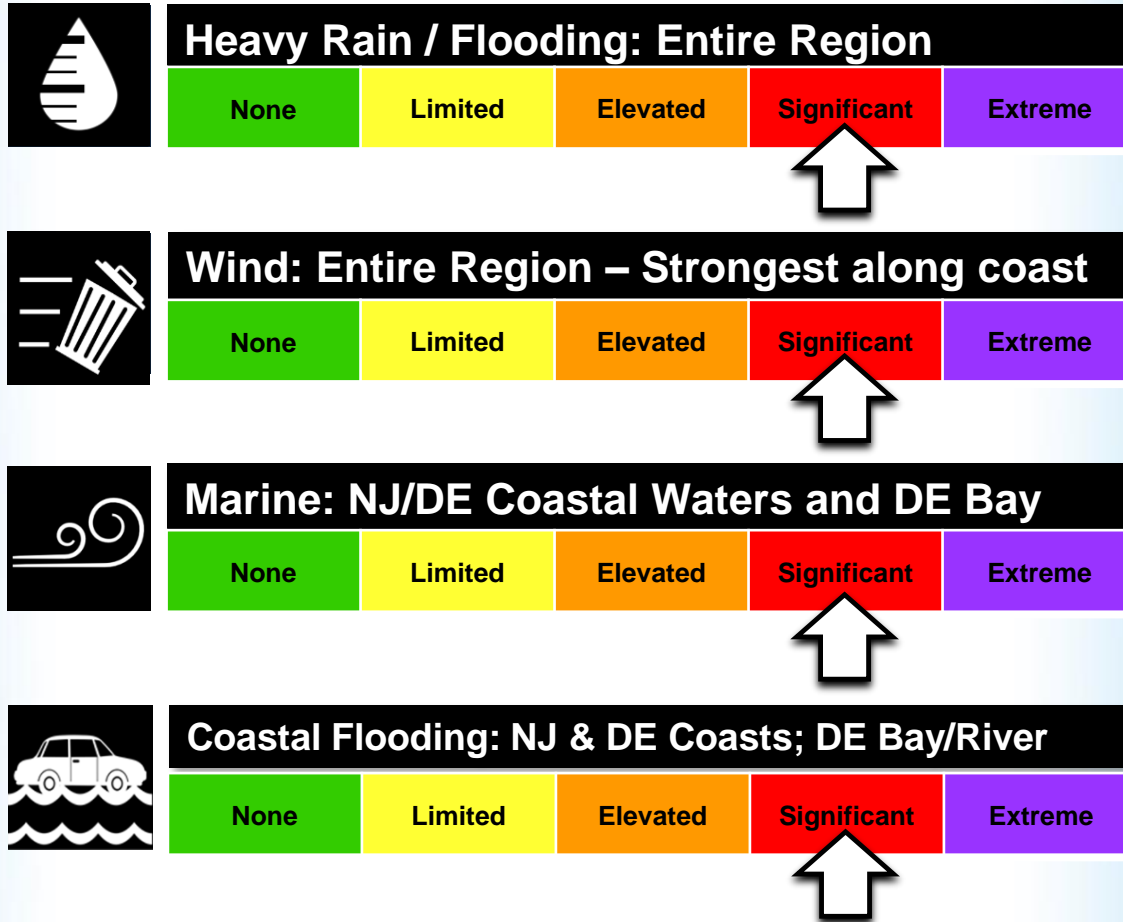 Heavy Rain / Flooding: Entire Region
None Limited Elevated Significant Extreme
Wind: Entire Region – Strongest along coast
None Limited Elevated Significant Extreme
Marine: NJ/DE Coastal Waters and DE Bay
None Limited Elevated Significant Extreme
Coastal Flooding: NJ & DE Coasts; DE Bay/River
None Limited Elevated Significant Extreme